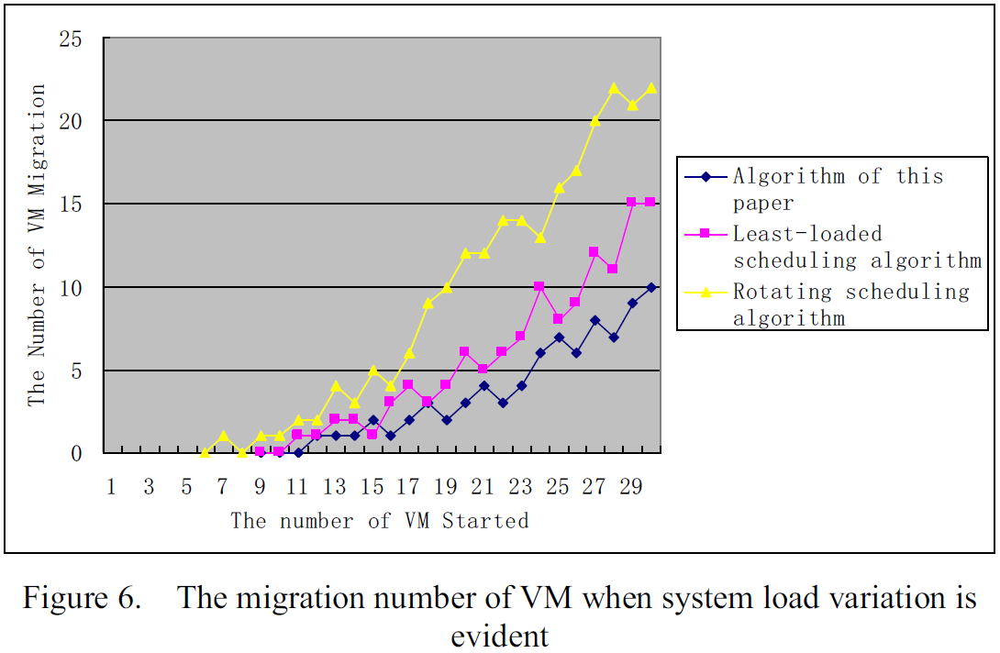 25
20
15
10
5
0
The Number of VM Migration
1 3 5 7 9 11 13 15 17 19 21 23 25 27 29
The number of VM Started
Algorithm of this
paper
Least-loaded
scheduling algorithm
Rotating scheduling
algorithm
Figure 6. The migration number of VM when system load variation is
evident